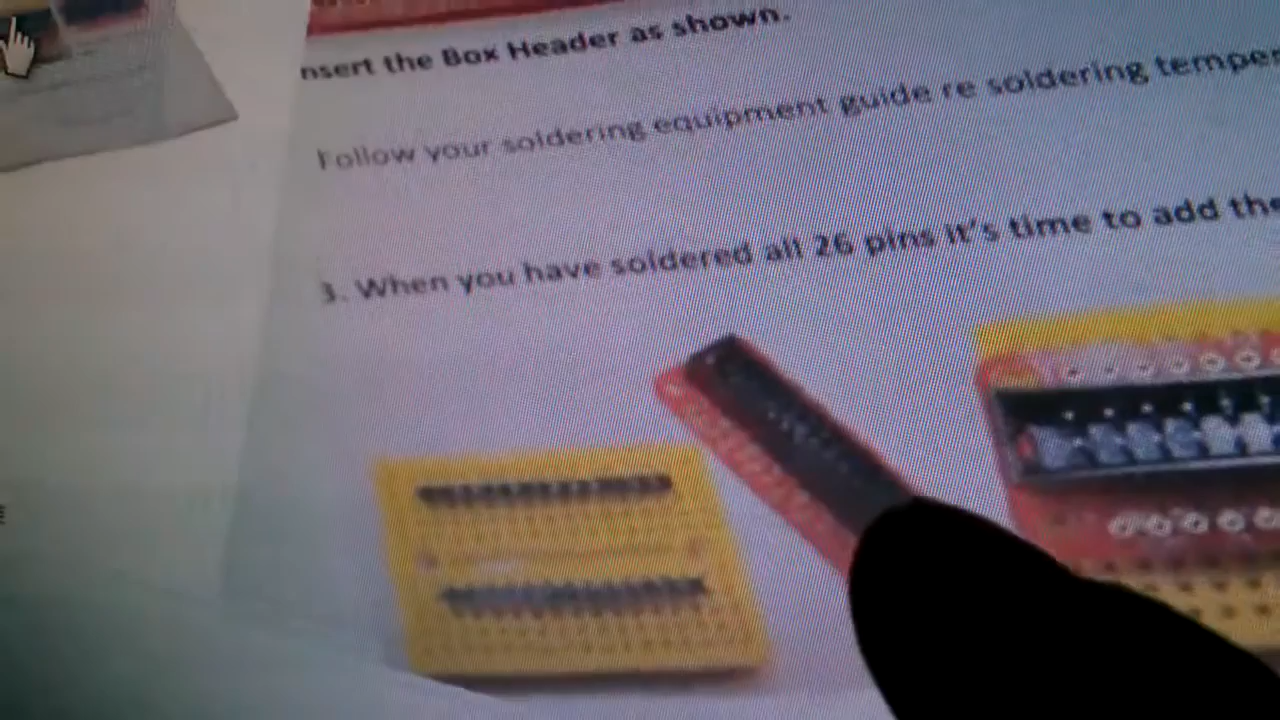 nsert the Box Header as shown.
Follow your soldering equipment guide re soldering temper
3. When you have soldered all 26 pins it's time to add the